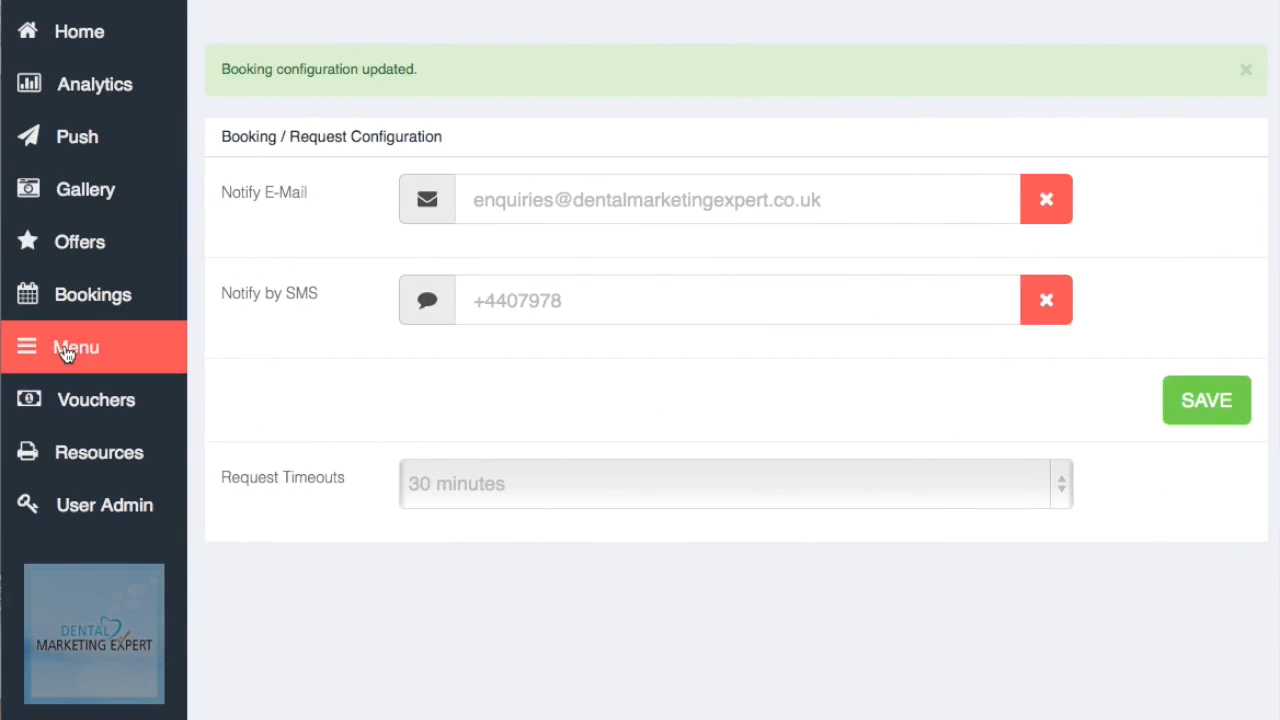 Home
Analytics
Push
Gallery
Offers
Bookings
Menu
Vouchers
Resources
User Admin
DENTAL
MARKETING EXPERT
Booking configuration updated.
×
Booking / Request Configuration
Notify E-Mail
enquiries@dentalmarketingexpert.co.uk
Notify by SMS
+4407978
SAVE
Request Timeouts
30 minutes